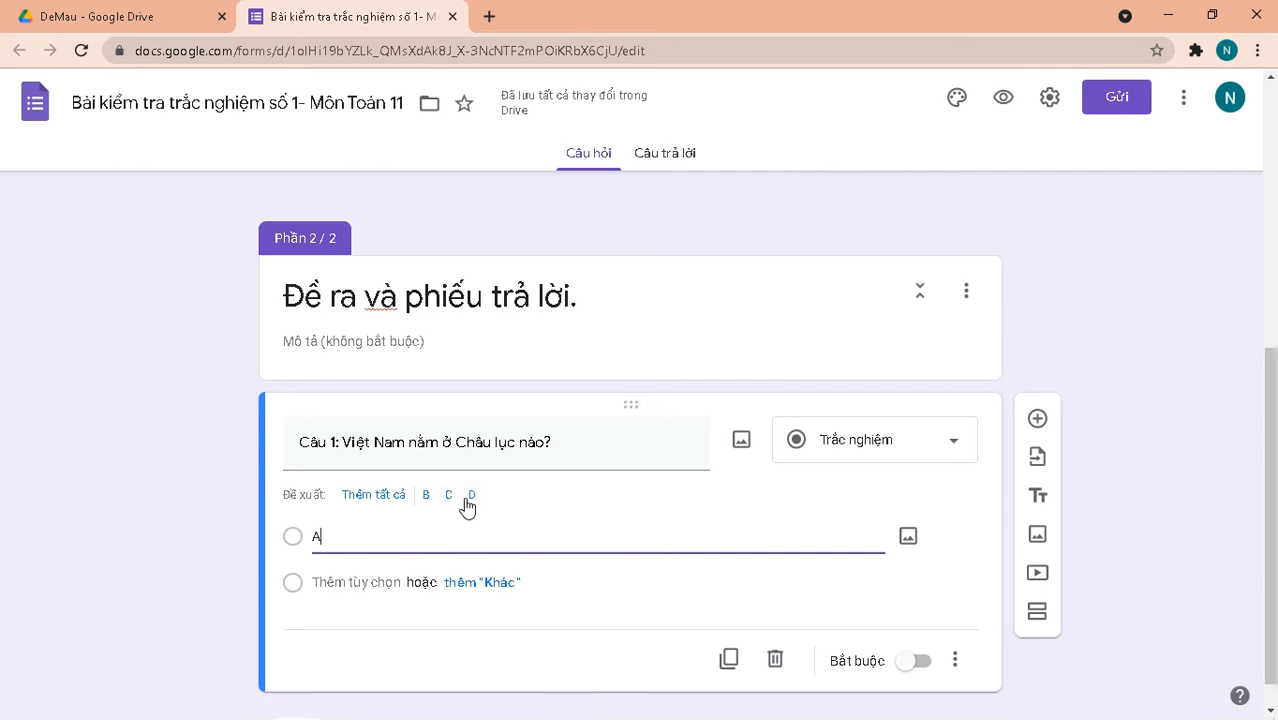 DeMau - Google Drive
Bài kiểm tra trắc nghiệm số 1- Mô
docs.google.com/forms/d/1olHi19bYZLk_QMsXdAk8J_X-3NcNTF2mPOiKRbX6CjU/edit
N
Bài kiểm tra trắc nghiệm số 1- Môn Toán 11
Đã lưu tất cả thay đổi trong
Drive
Gửi
N
Câu hỏi
Câu trả lời
Phần 2 / 2
Đề ra và phiếu trả lời.
Mô tả (không bắt buộc)
Câu 1: Việt Nam nằm ở Châu lục nào?
Trắc nghiệm
Đề xuất: Thêm tất cả B C D
A
Thêm tùy chọn hoặc thêm "Khác"
Bắt buộc